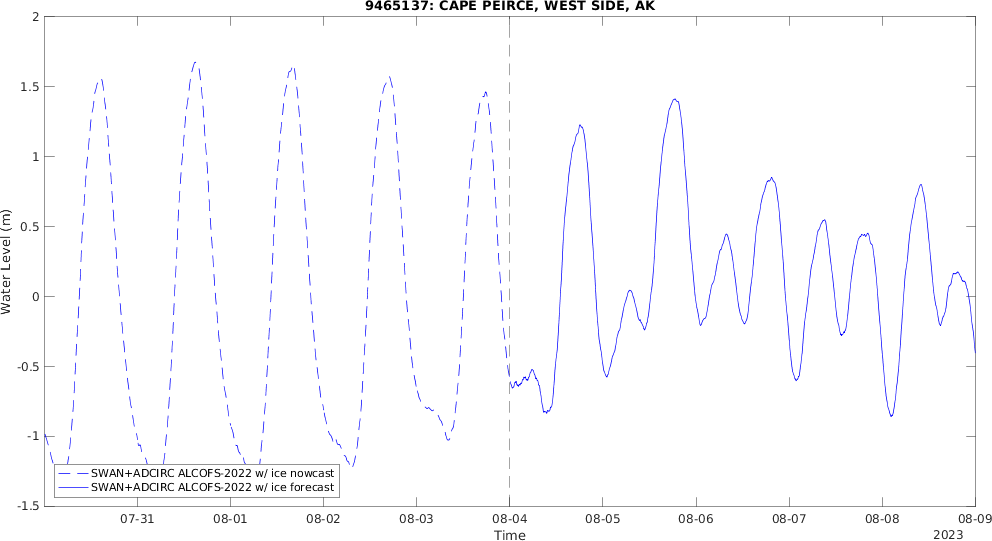 9465137: CAPE PEIRCE, WEST SIDE, AK
2
1.5
1
0.5
0
-0.5
-1
-1.5
Water Level (m)
SWAN+ADCIRC ALCOFS-2022 w/ ice nowcast
SWAN+ADCIRC ALCOFS-2022 w/ ice forecast
07-31 08-01 08-02 08-03 08-04 08-05 08-06 08-07 08-08 08-09
Time
2023